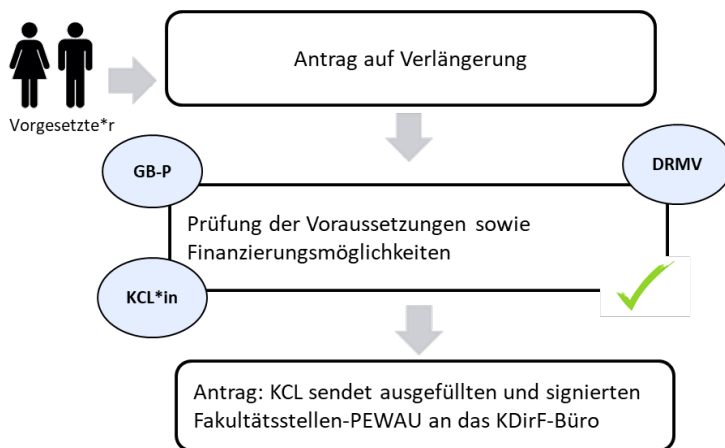 Antrag auf Verlängerung
Vorgesetzte*r
GB-P
DRMV
Prüfung der Voraussetzungen sowie
Finanzierungsmöglichkeiten
KCL*in
Antrag: KCL sendet ausgefüllten und signierten
Fakultätsstellen-PEWAU an das KDirF-Büro